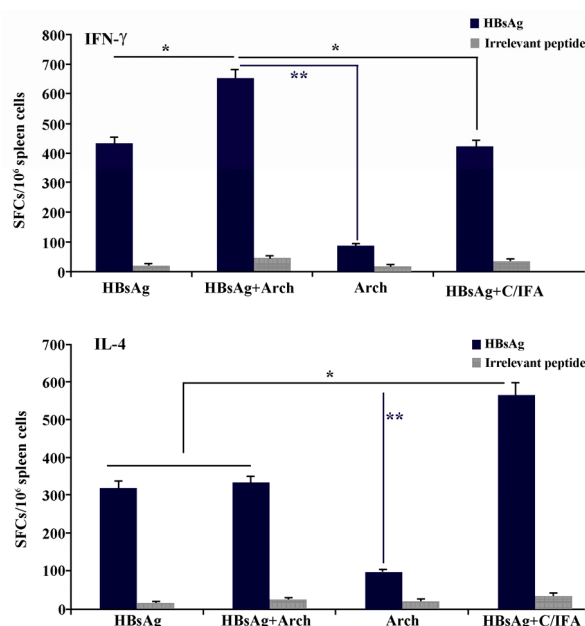 HBsAg
Irrelevant peptide
IFN-γ
800
700
600
500
400
300
200
100
0
SFCs/10⁶ spleen cells
*
*
**
HBsAg
HBsAg+Arch
Arch
HBsAg+C/IFA
IL-4
HBsAg
Irrelevant peptide
700
600
500
400
300
200
100
0
SFCs/10⁶ spleen cells
*
**
HBsAg
HBsAg+Arch
Arch
HBsAg+C/IFA